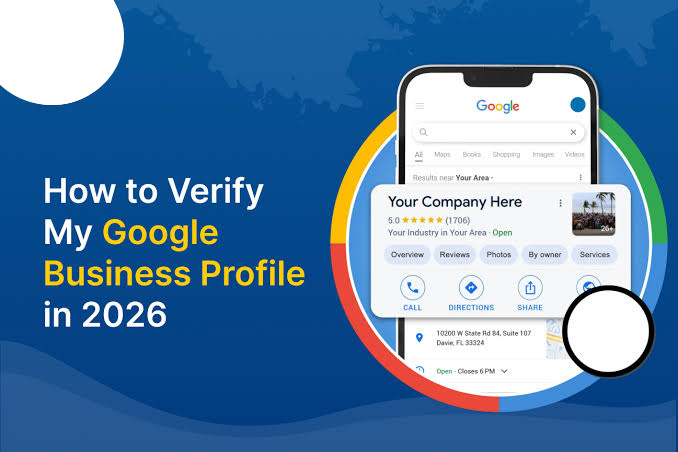 How to Verify
My Google
Business Profile
in 2026
Google
All Maps Books Shopping Images Videos
Results near Your Area ·
Your Company Here
5.0 (1706)
Your Industry in Your Area · Open
26+
Overview Reviews Photos By owner Services
CALL DIRECTIONS SHARE
10200 W State Rd 84, Suite 107
Davie, FL 33324
Open · Closes 6 PM